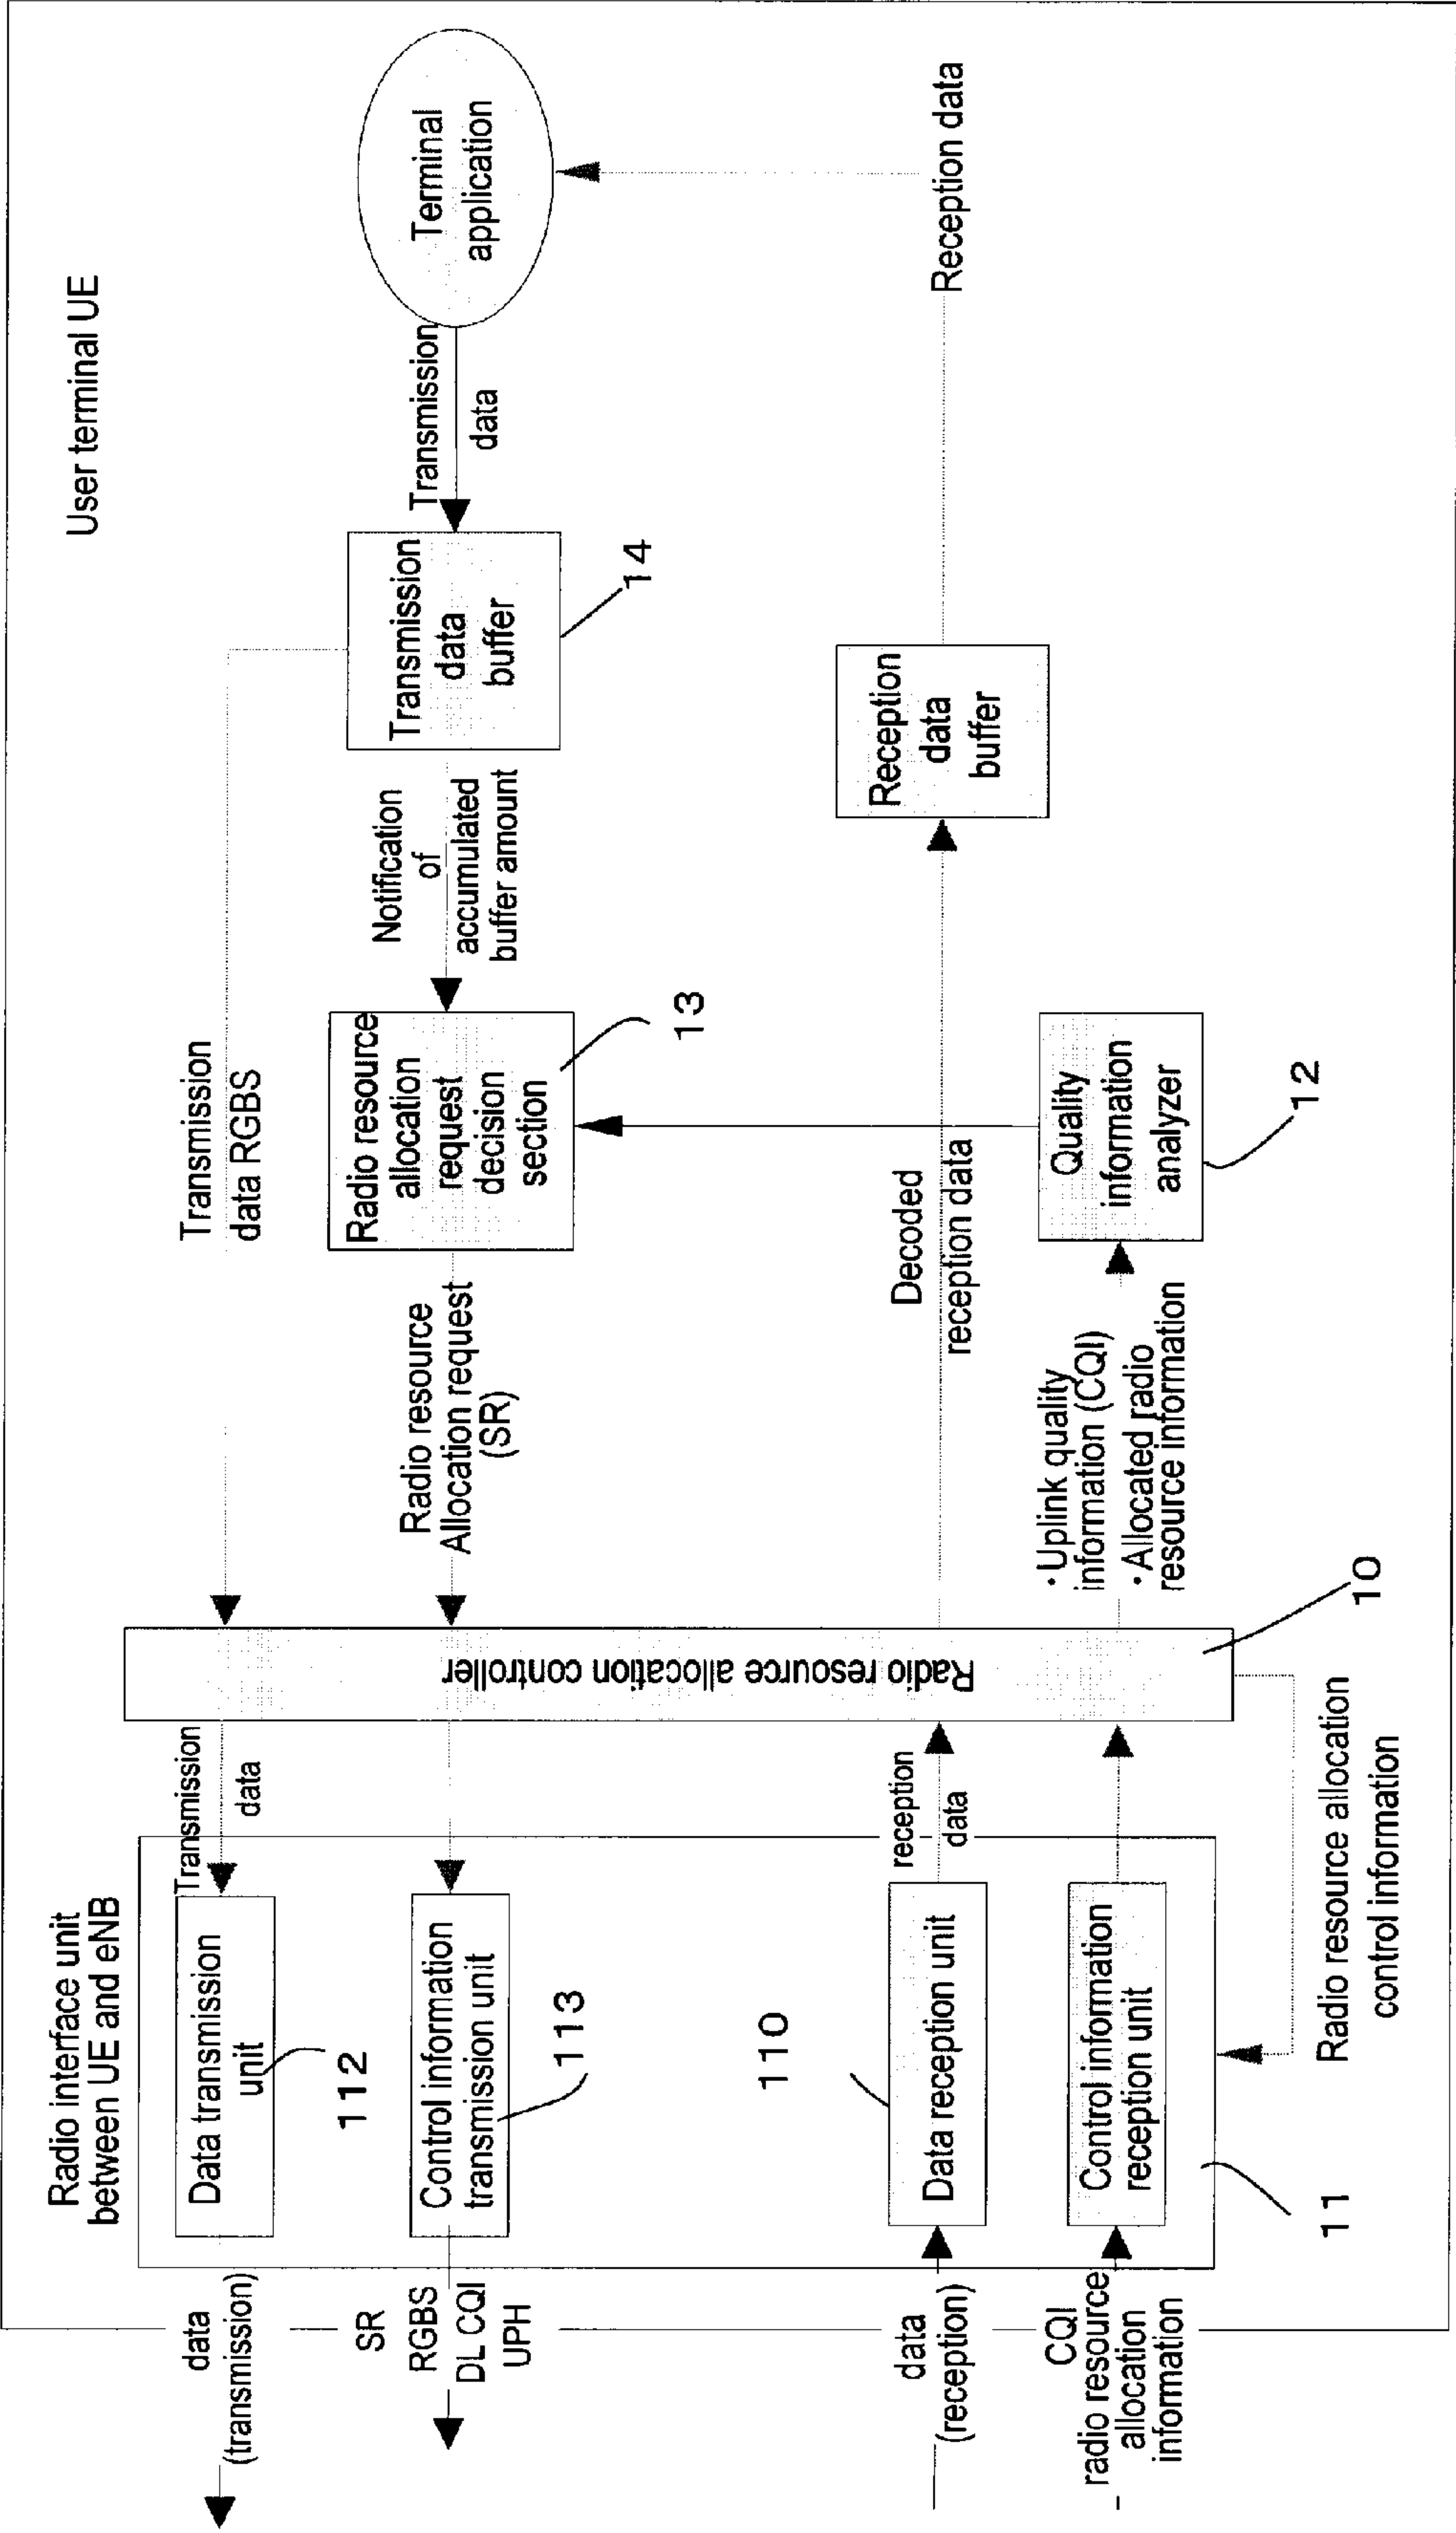 User terminal UE
Radio interface unit
between UE and eNB
data
(transmission)
Data transmission
unit
112
Transmission
data
Transmission
data RGBS
SR
RGBS
DL CQI
UPH
Control information
transmission unit
113
Radio resource
Allocation request
(SR)
Radio resource
allocation
request
decision
section
13
Notification
of
accumulated
buffer amount
Transmission
data
buffer
14
Transmission
data
Terminal
application
Radio resource allocation controller
10
data
(reception)
110
Data reception unit
reception
data
Decoded
reception data
Reception
data
buffer
Reception data
CQI
radio resource
allocation
information
Control information
reception unit
11
・Uplink quality
information (CQI)
・Allocated radio
resource information
Quality
information
analyzer
12
Radio resource allocation
control information